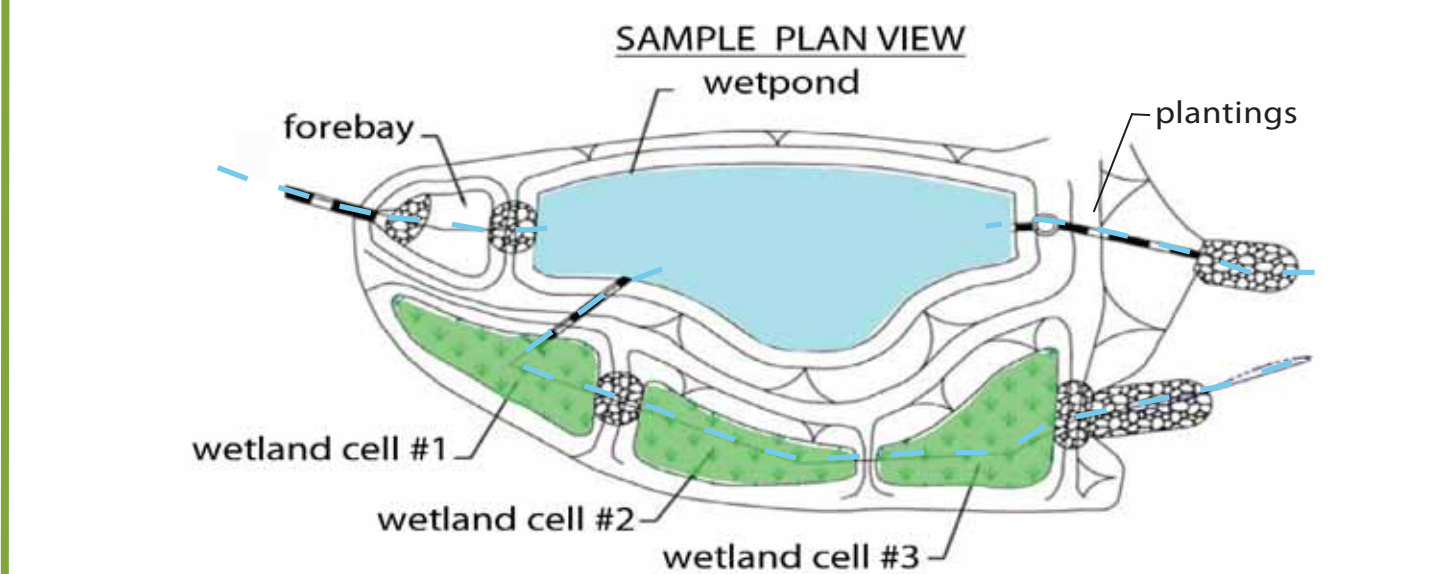 SAMPLE PLAN VIEW
wetpond
plantings
forebay
wetland cell #1
wetland cell #2
wetland cell #3